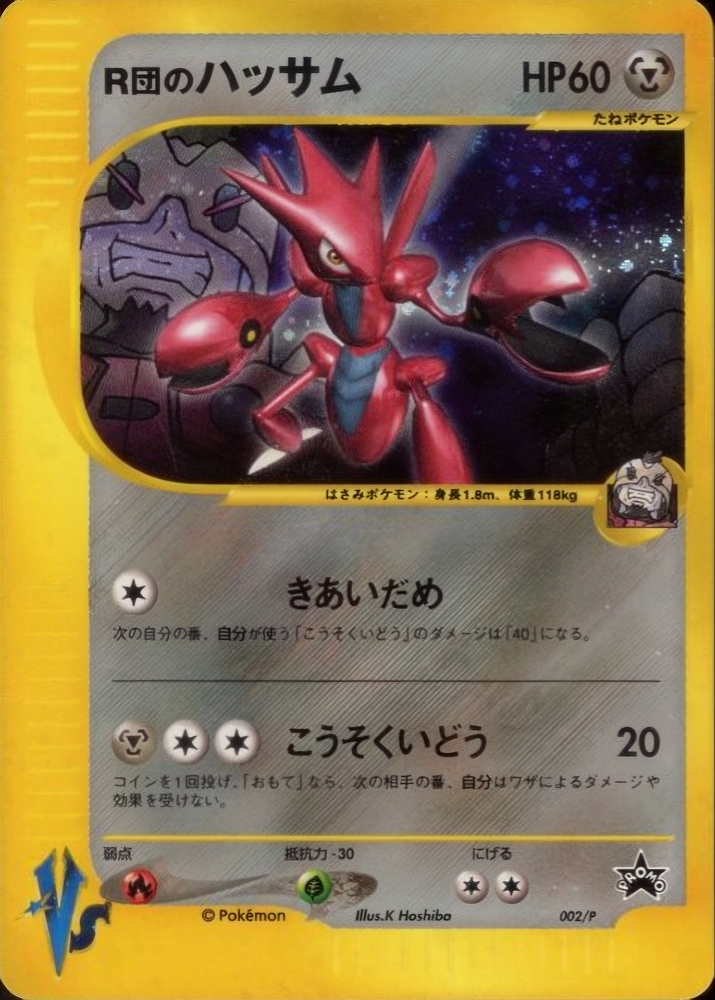 R団のハッサム HP60
たねポケモン
はさみポケモン：身長1.8m、体重118kg
きあいだめ
次の自分の番、自分が使う「こうそくいどう」のダメージは「40」になる。
こうそくいどう 20
コインを1回投げ、「おもて」なら、次の相手の番、自分はワザによるダメージや
効果を受けない。
弱点 抵抗力 -30 にげる
PROMO
© Pokémon Illus.K Hoshiba 002/P
VS